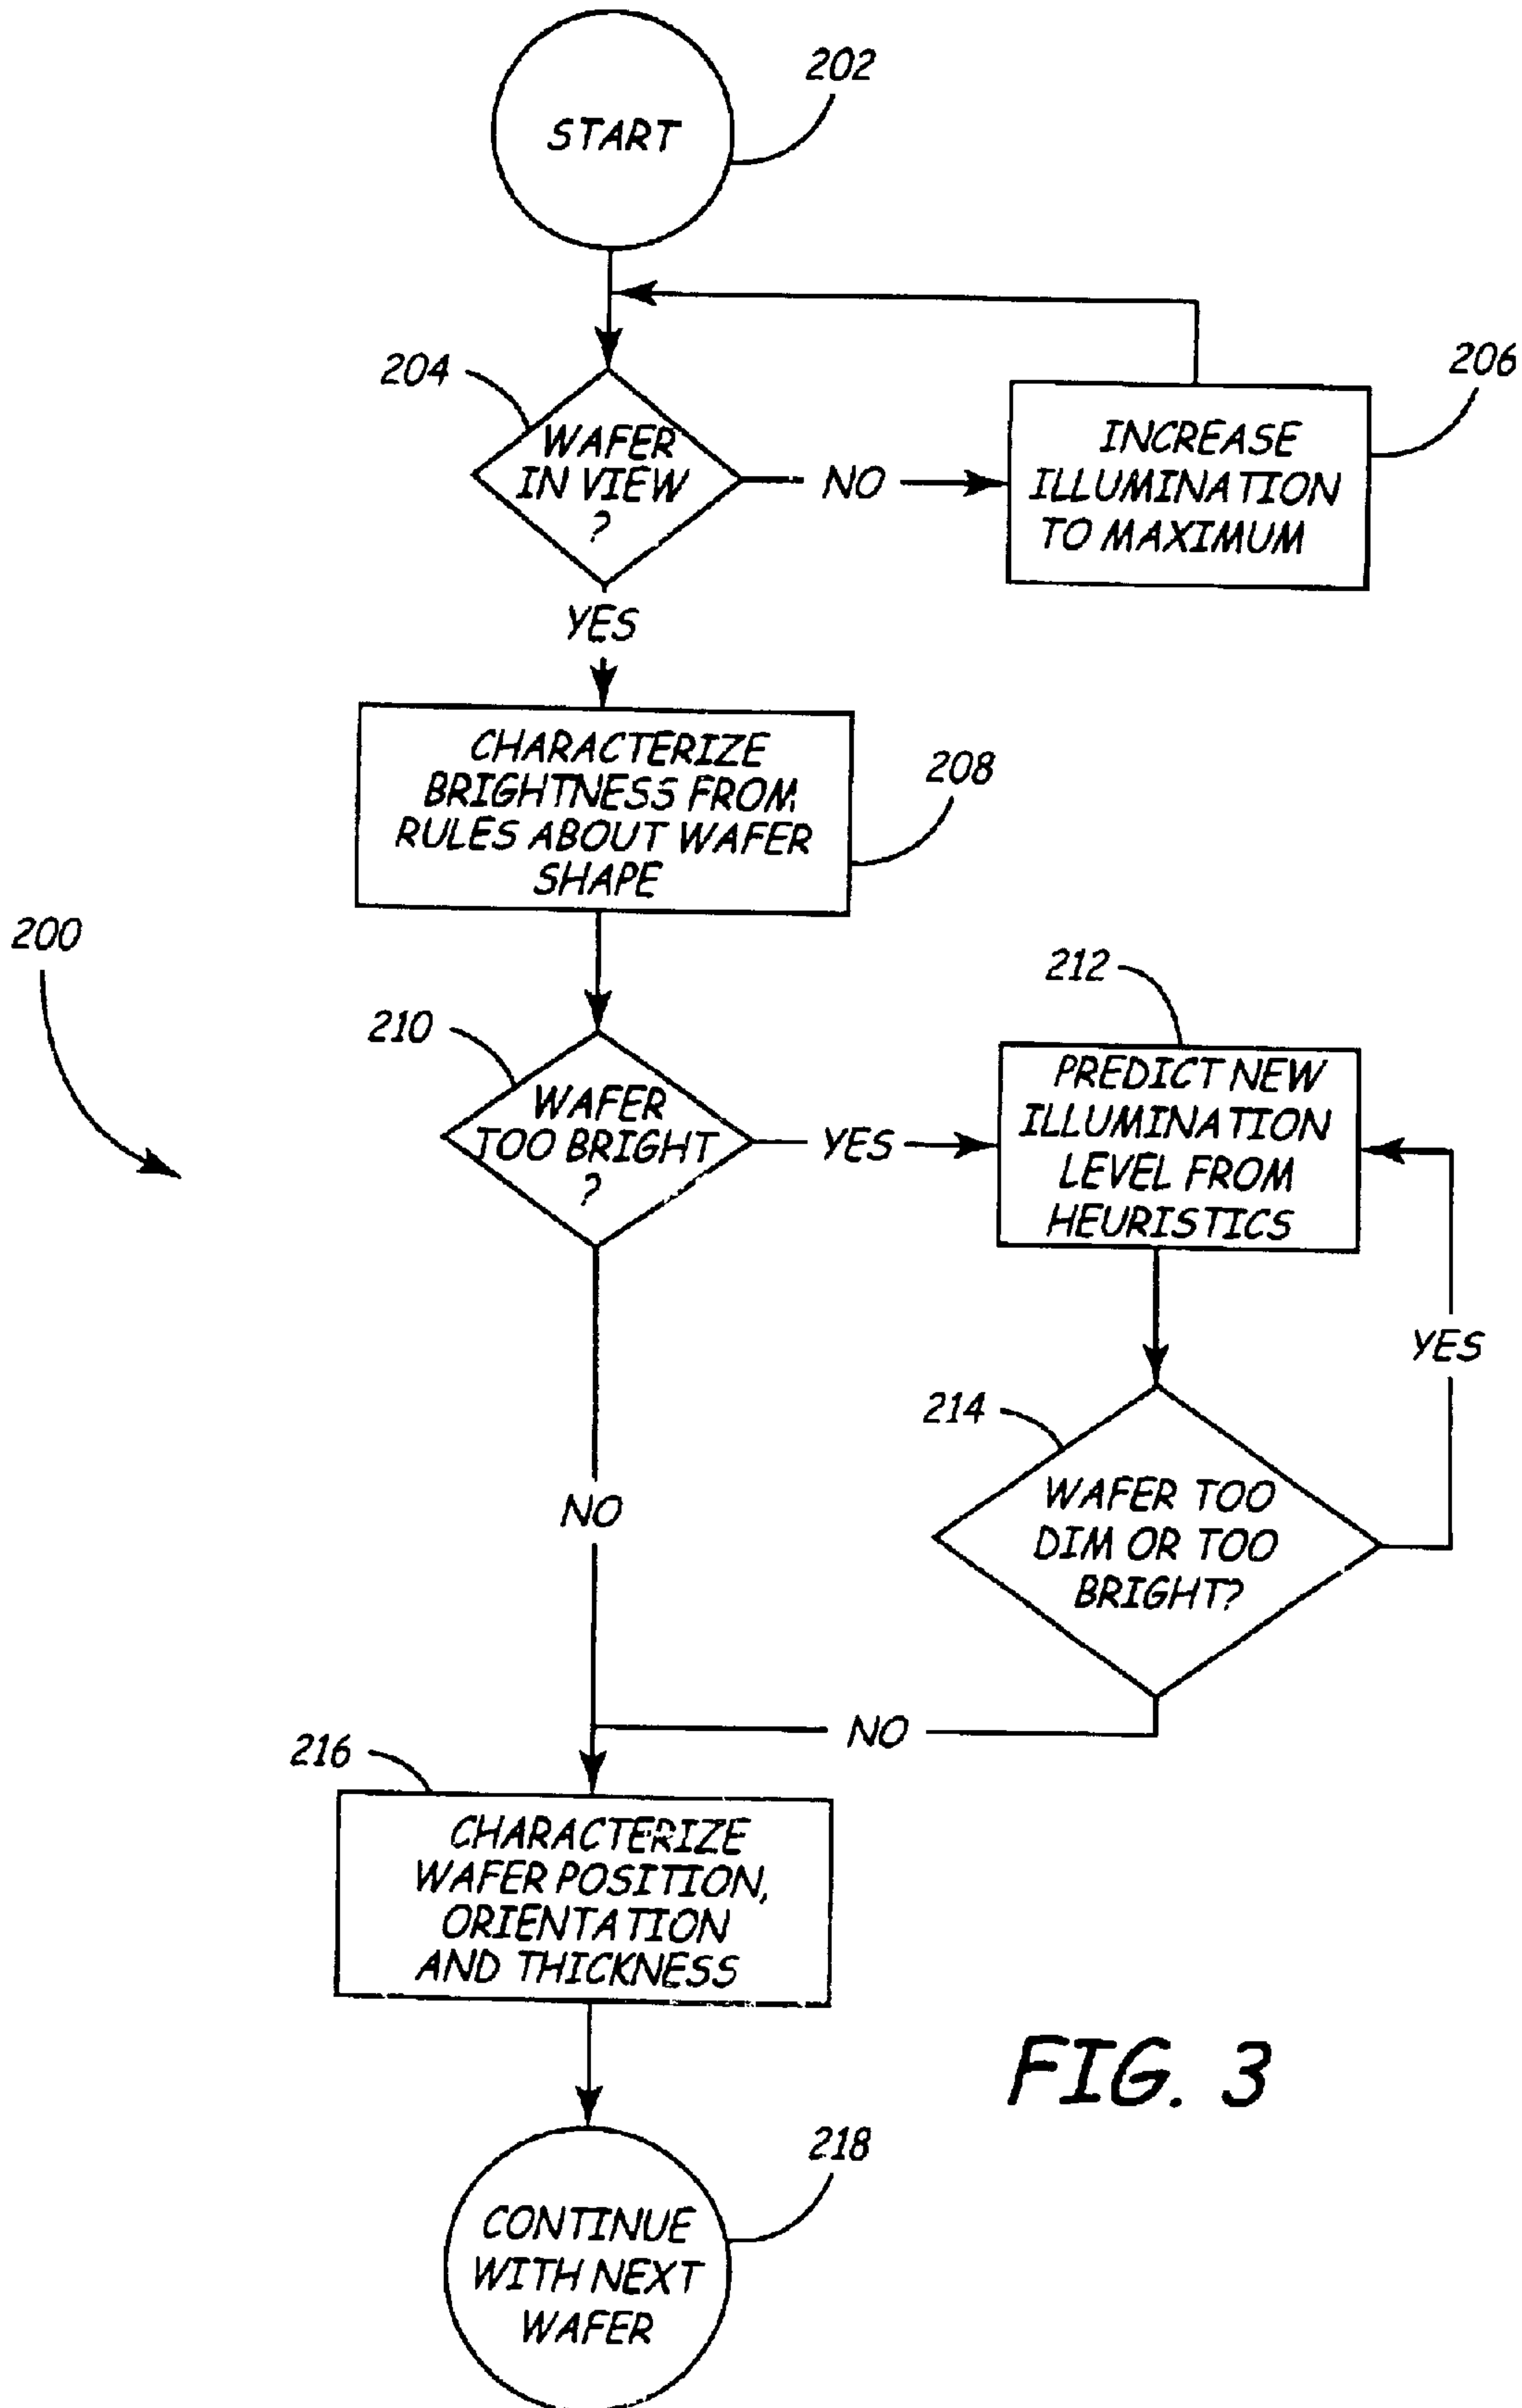 202
START
204
WAFER
IN VIEW
?
NO
206
INCREASE
ILLUMINATION
TO MAXIMUM
YES
CHARACTERIZE
BRIGHTNESS FROM
RULES ABOUT WAFER
SHAPE
208
200
210
WAFER
TOO BRIGHT
?
YES
212
PREDICT NEW
ILLUMINATION
LEVEL FROM
HEURISTICS
YES
214
WAFER TOO
DIM OR TOO
BRIGHT?
NO
NO
216
CHARACTERIZE
WAFER POSITION,
ORIENTATION
AND THICKNESS
FIG. 3
218
CONTINUE
WITH NEXT
WAFER